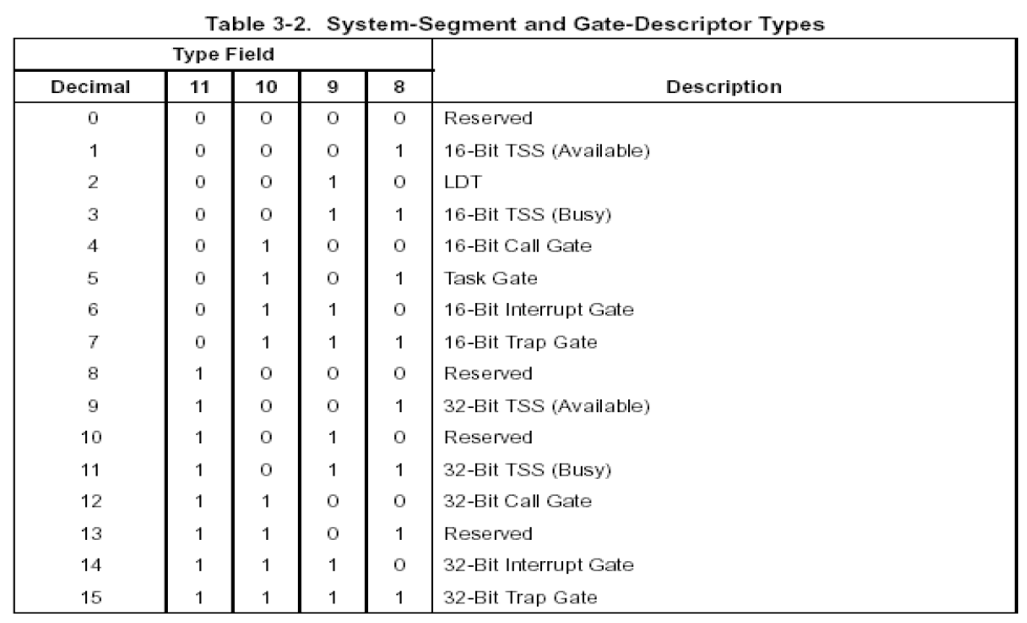 Table 3-2. System-Segment and Gate-Descriptor Types
Type Field
Decimal 11 10 9 8 Description
0 0 0 0 0 Reserved
1 0 0 0 1 16-Bit TSS (Available)
2 0 0 1 0 LDT
3 0 0 1 1 16-Bit TSS (Busy)
4 0 1 0 0 16-Bit Call Gate
5 0 1 0 1 Task Gate
6 0 1 1 0 16-Bit Interrupt Gate
7 0 1 1 1 16-Bit Trap Gate
8 1 0 0 0 Reserved
9 1 0 0 1 32-Bit TSS (Available)
10 1 0 1 0 Reserved
11 1 0 1 1 32-Bit TSS (Busy)
12 1 1 0 0 32-Bit Call Gate
13 1 1 0 1 Reserved
14 1 1 1 0 32-Bit Interrupt Gate
15 1 1 1 1 32-Bit Trap Gate